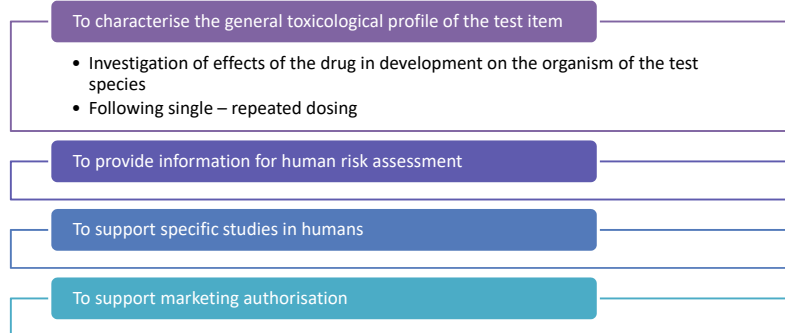 To characterise the general toxicological profile of the test item
• Investigation of effects of the drug in development on the organism of the test
species
• Following single – repeated dosing
To provide information for human risk assessment
To support specific studies in humans
To support marketing authorisation